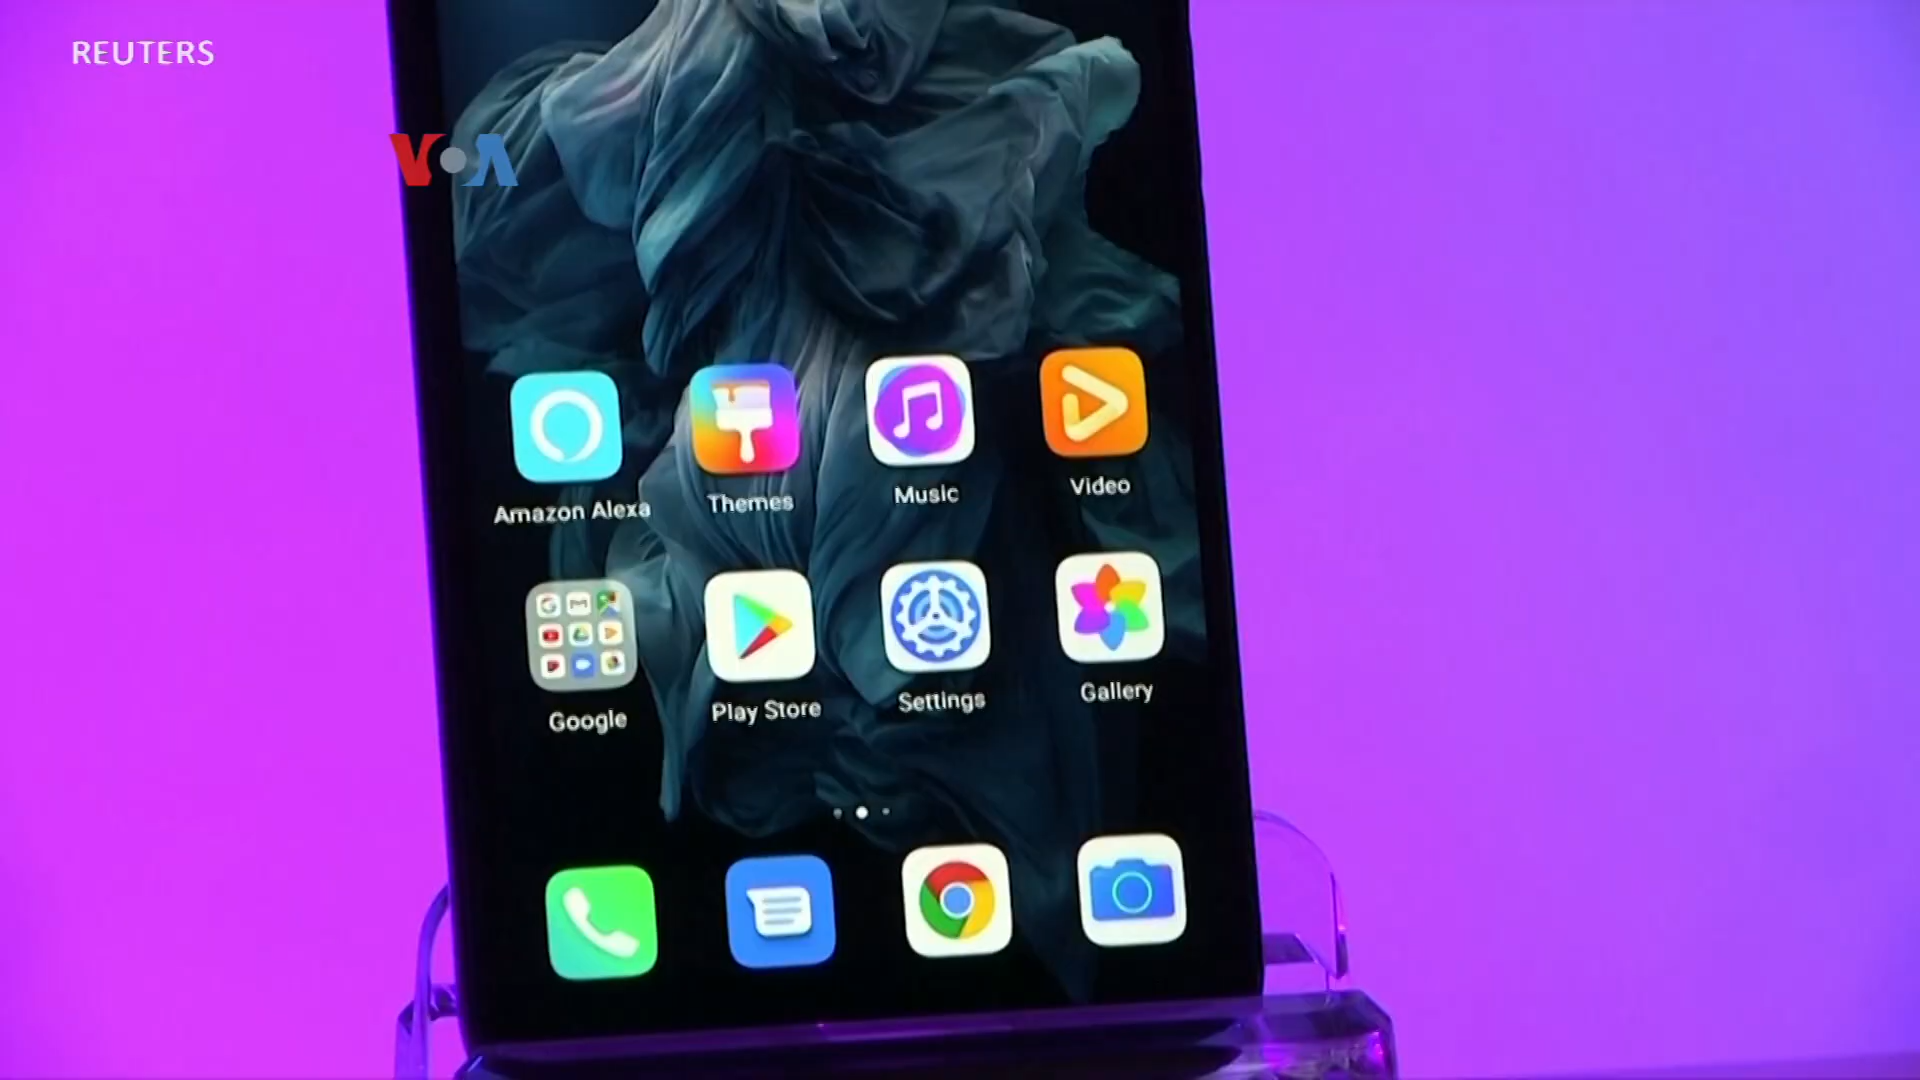 REUTERS
VOA
Amazon Alexa
Themes
Music
Video
Google
Play Store
Settings
Gallery